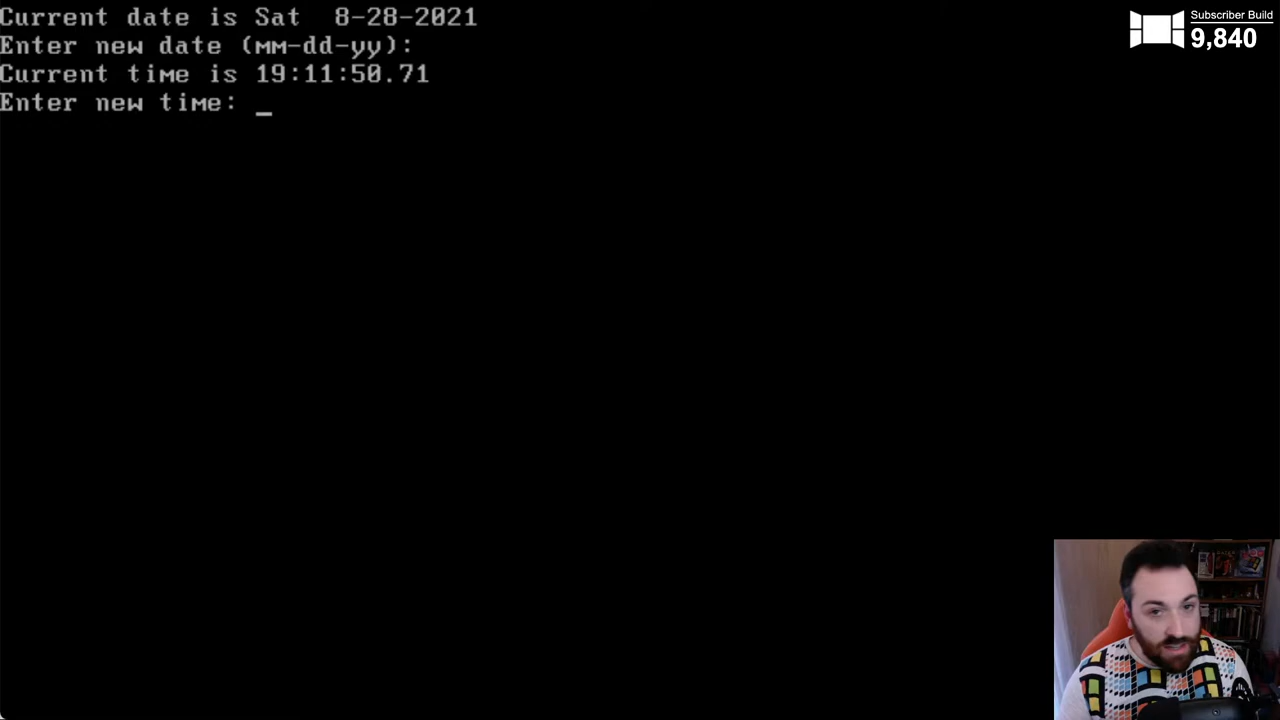 Current date is Sat  8-28-2021
Enter new date (mm-dd-yy):
Current time is 19:11:50.71
Enter new time: _
Subscriber Build
9,840